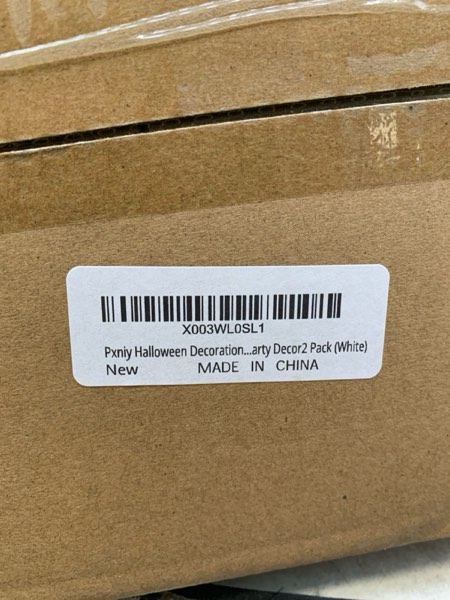 X003WL0SL1
Pxniy Halloween Decoration...arty Decor2 Pack (White)
New MADE IN CHINA